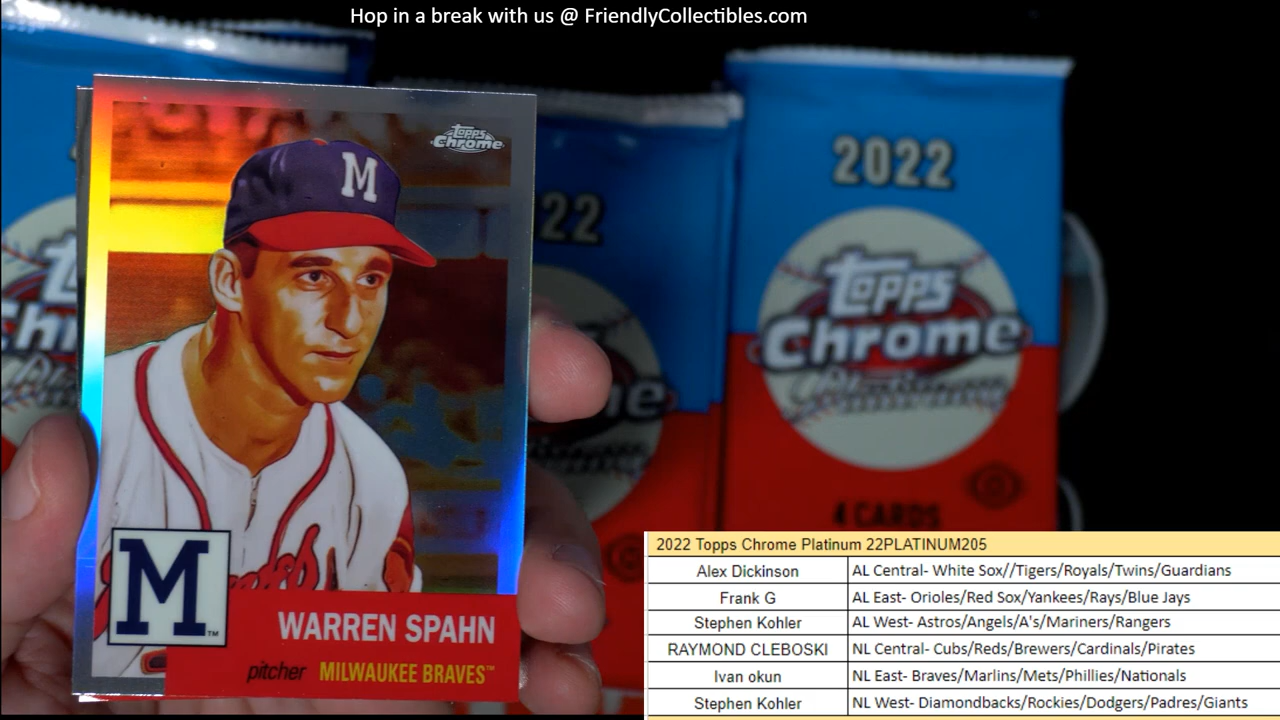 Hop in a break with us @ FriendlyCollectibles.com
Topps
Chrome
M
M
TM
WARREN SPAHN
pitcher MILWAUKEE BRAVES™
22
2022
Topps
Chrome
4 CARDS
2022 Topps Chrome Platinum 22PLATINUM205
Alex Dickinson AL Central- White Sox//Tigers/Royals/Twins/Guardians
Frank G AL East- Orioles/Red Sox/Yankees/Rays/Blue Jays
Stephen Kohler AL West- Astros/Angels/A's/Mariners/Rangers
RAYMOND CLEBOSKI NL Central- Cubs/Reds/Brewers/Cardinals/Pirates
Ivan okun NL East- Braves/Marlins/Mets/Phillies/Nationals
Stephen Kohler NL West- Diamondbacks/Rockies/Dodgers/Padres/Giants